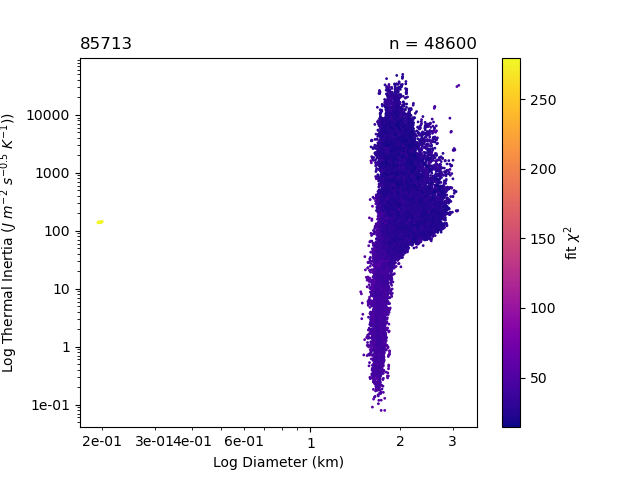 85713
n = 48600
10000
1000
100
10
1
1e-01
Log Thermal Inertia (J m⁻² s⁻⁰·⁵ K⁻¹))
2e-01 3e-01 4e-01 6e-01 1 2 3
Log Diameter (km)
250
200
150
100
50
fit χ²